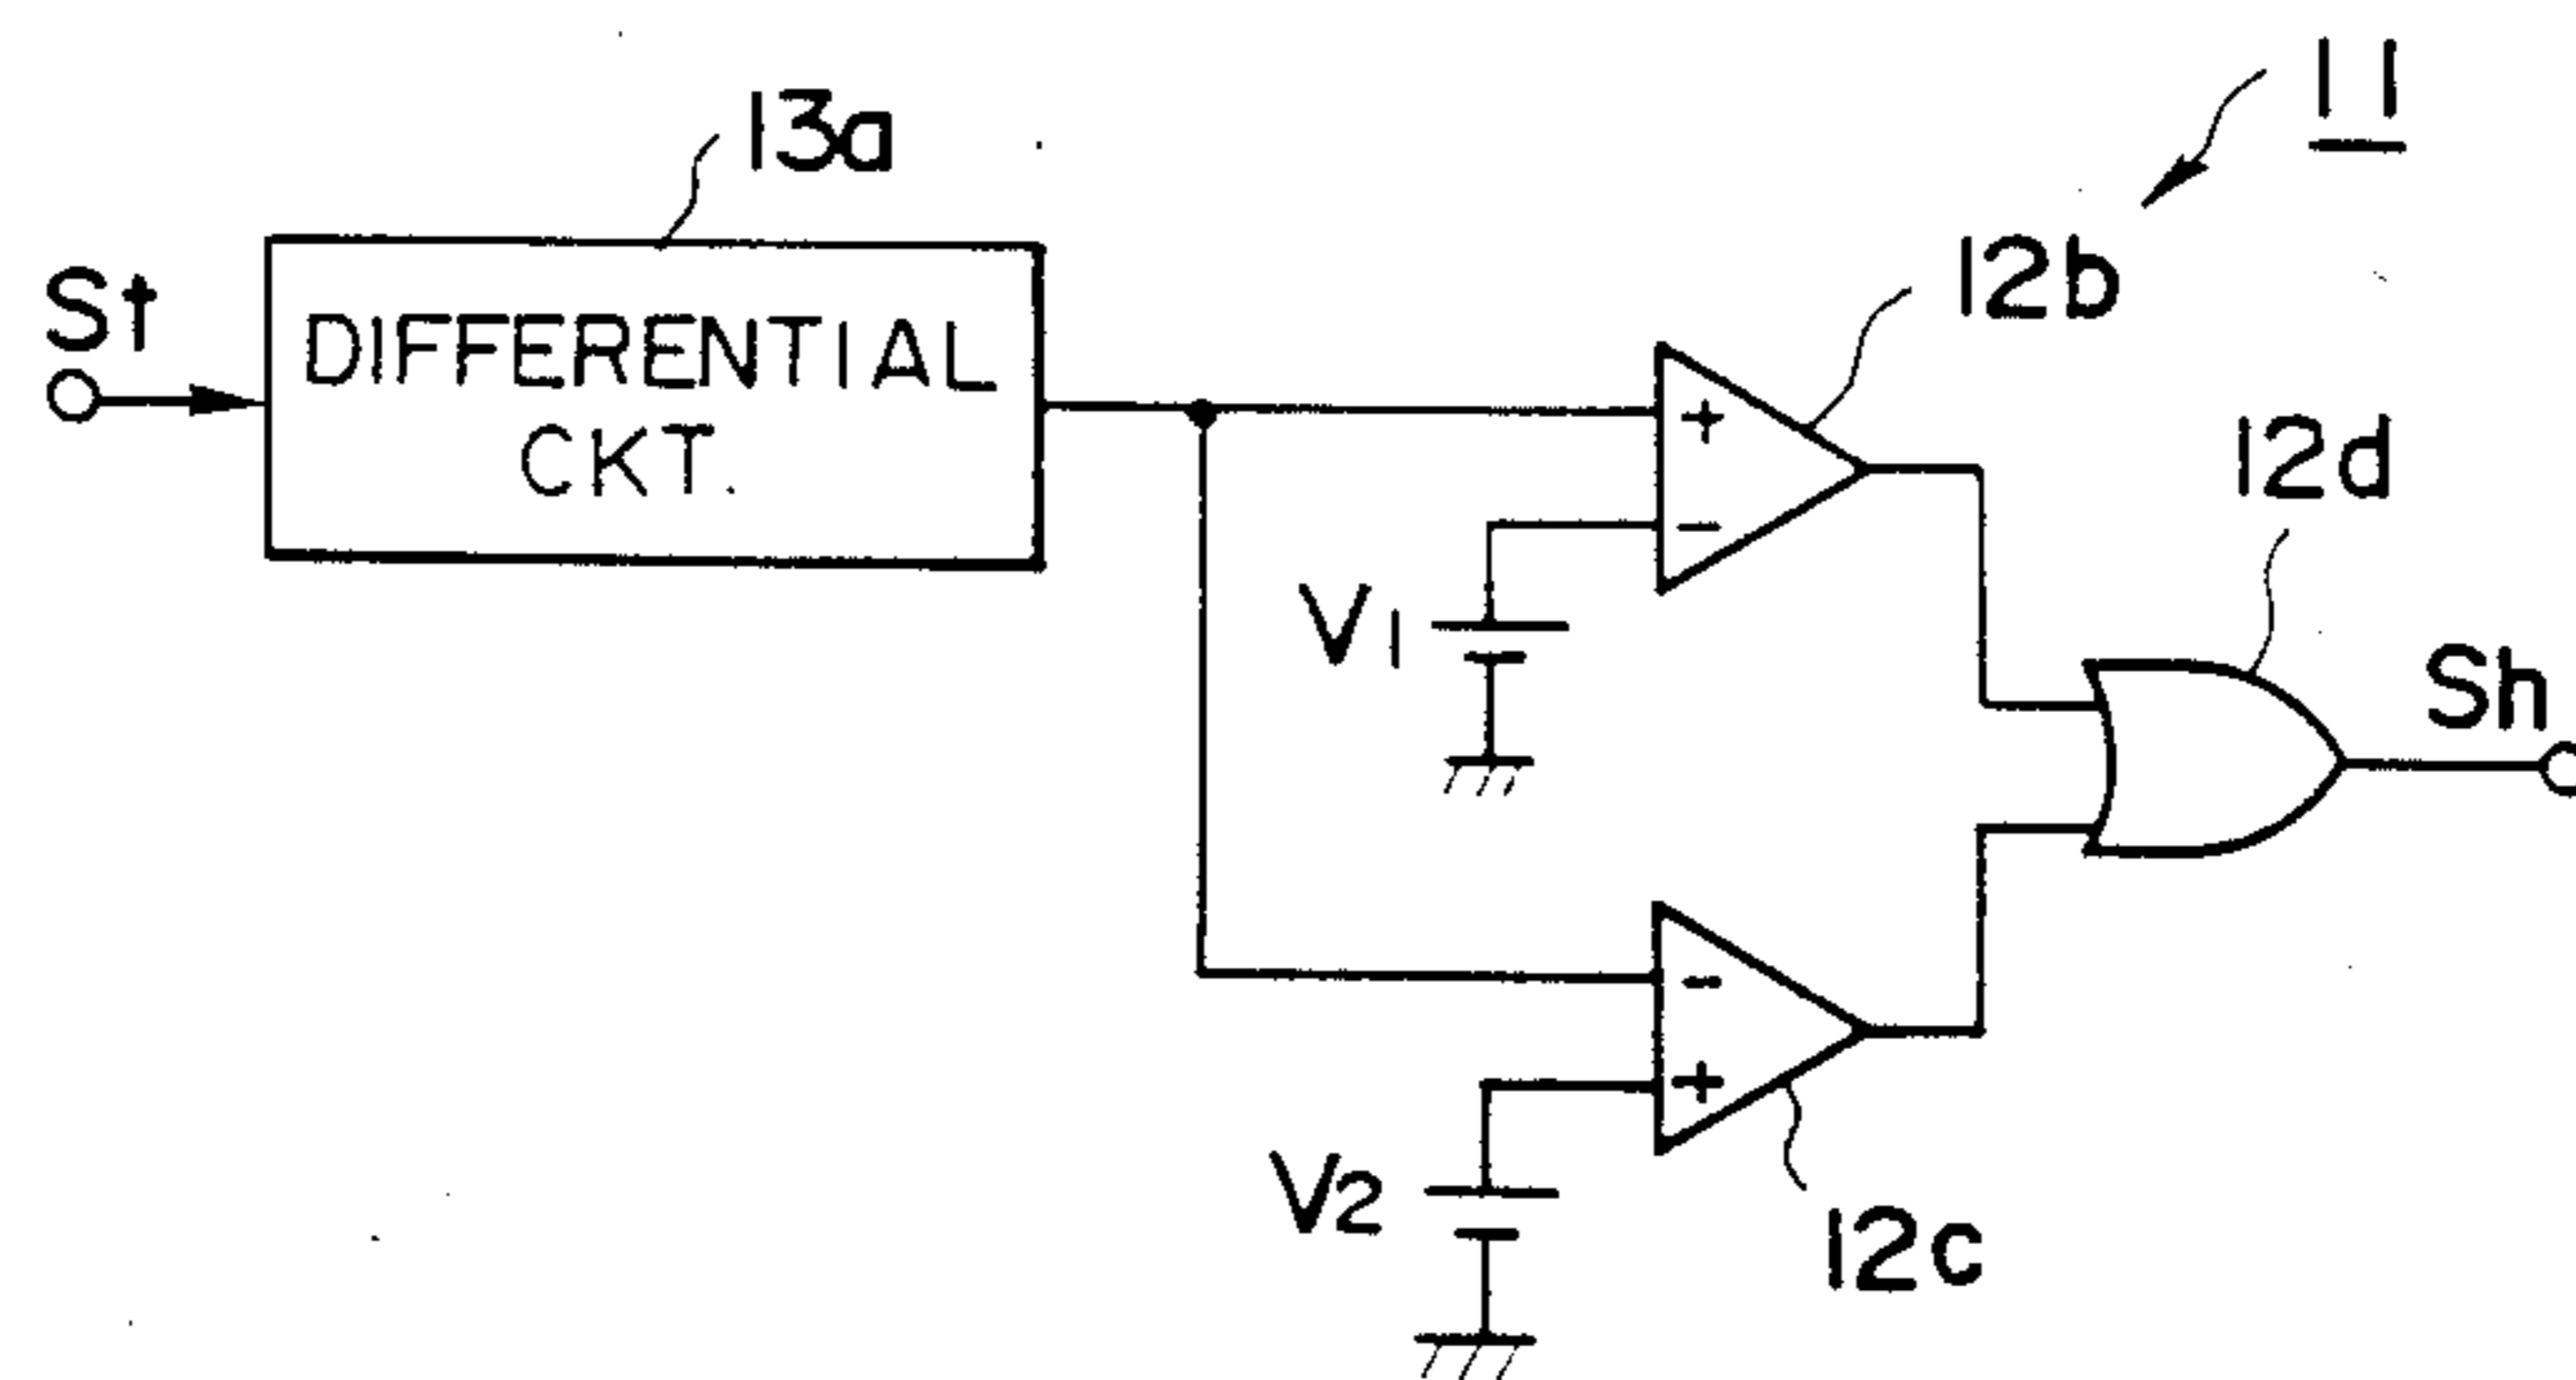 11
13a
12b
St
DIFFERENTIAL
CKT.
+
12d
−
V1
Sh
-
+
V2
12c